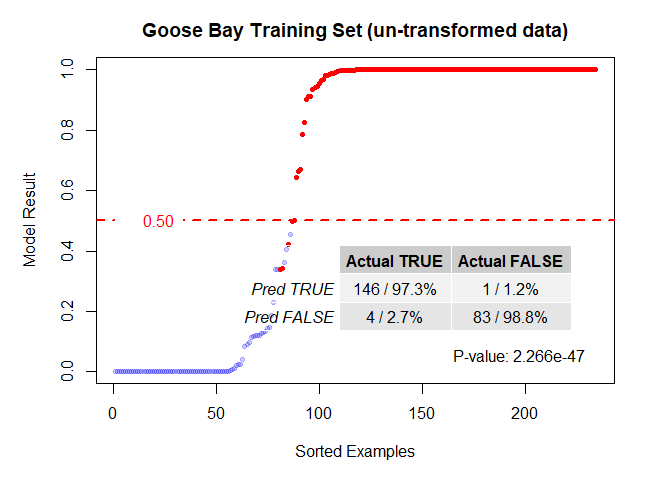 Goose Bay Training Set (un-transformed data)
Model Result
1.0
0.8
0.6
0.50
0.4
0.2
0.0
Actual TRUE Actual FALSE
Pred TRUE 146 / 97.3% 1 / 1.2%
Pred FALSE 4 / 2.7% 83 / 98.8%
P-value: 2.266e-47
0 50 100 150 200
Sorted Examples